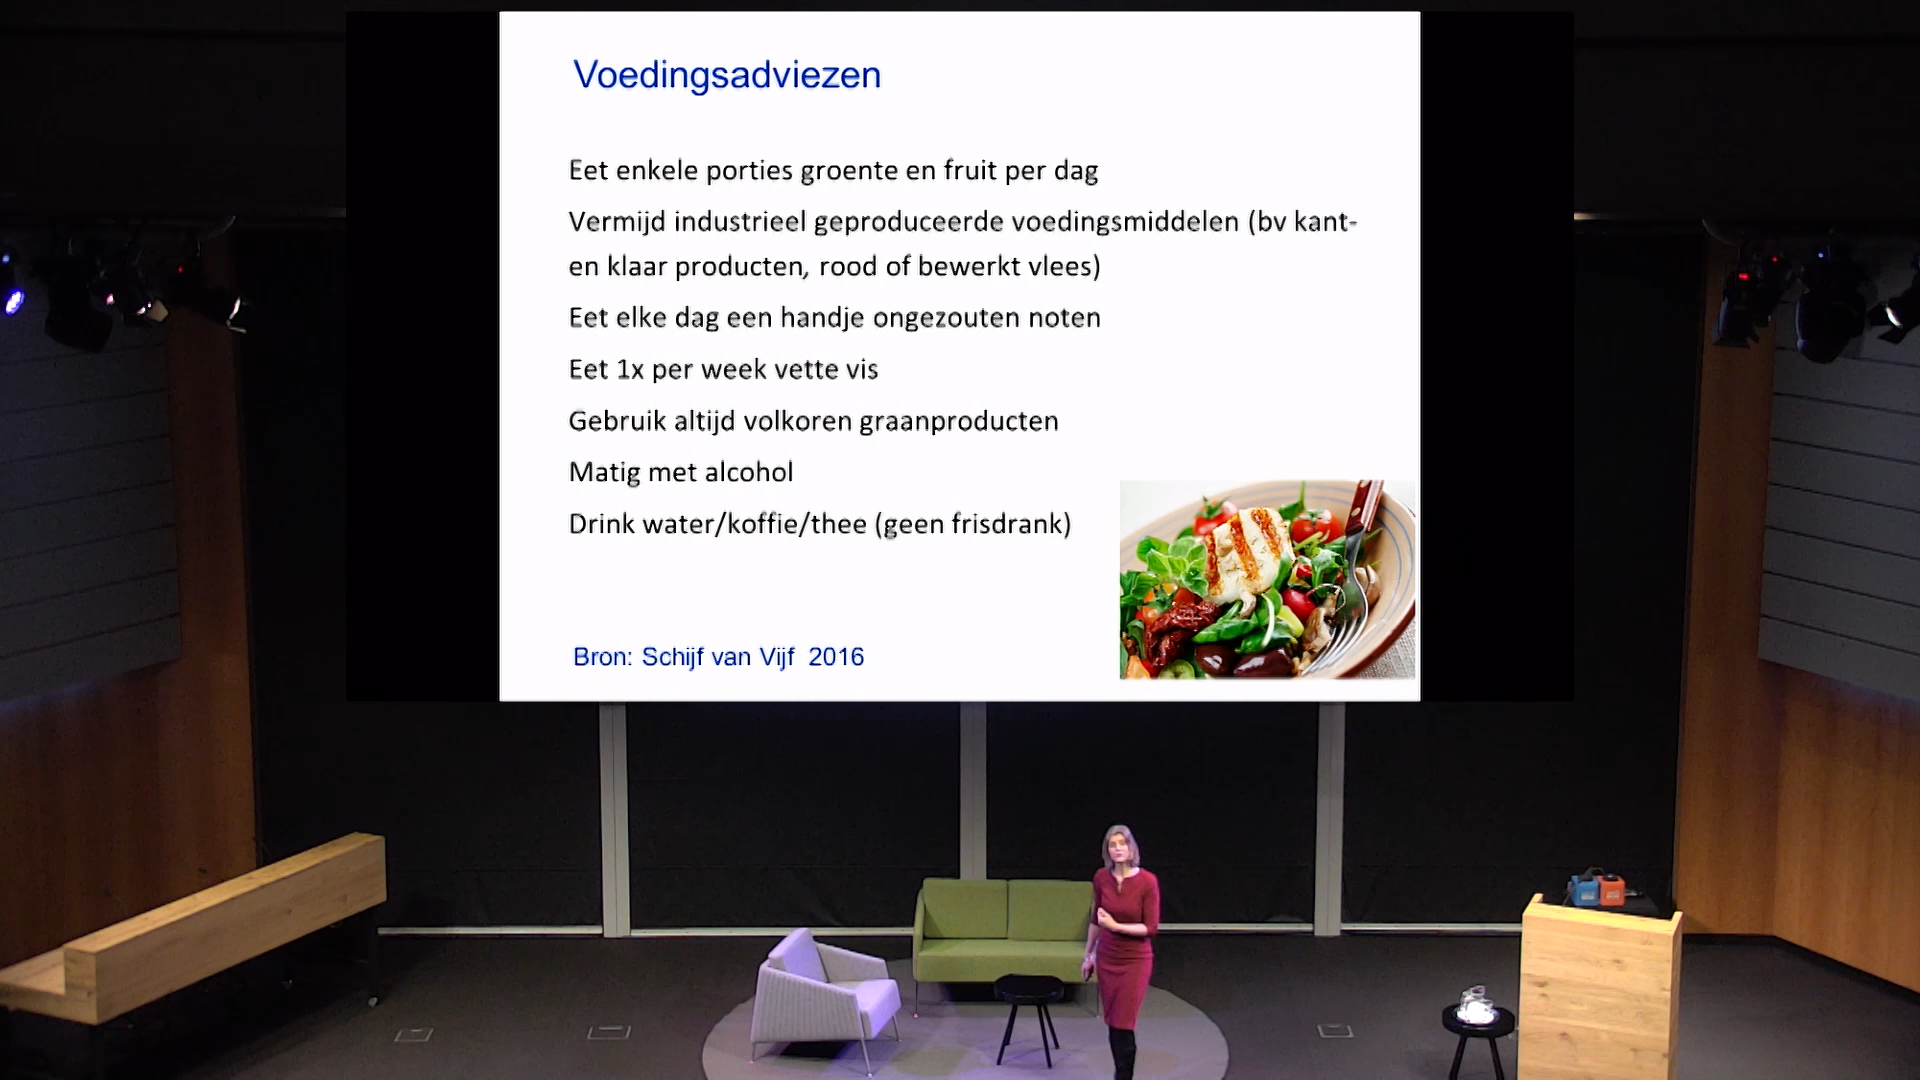 Voedingsadviezen
Eet enkele porties groente en fruit per dag
Vermijd industrieel geproduceerde voedingsmiddelen (bv kant-
en klaar producten, rood of bewerkt vlees)
Eet elke dag een handje ongezouten noten
Eet 1x per week vette vis
Gebruik altijd volkoren graanproducten
Matig met alcohol
Drink water/koffie/thee (geen frisdrank)
Bron: Schijf van Vijf 2016